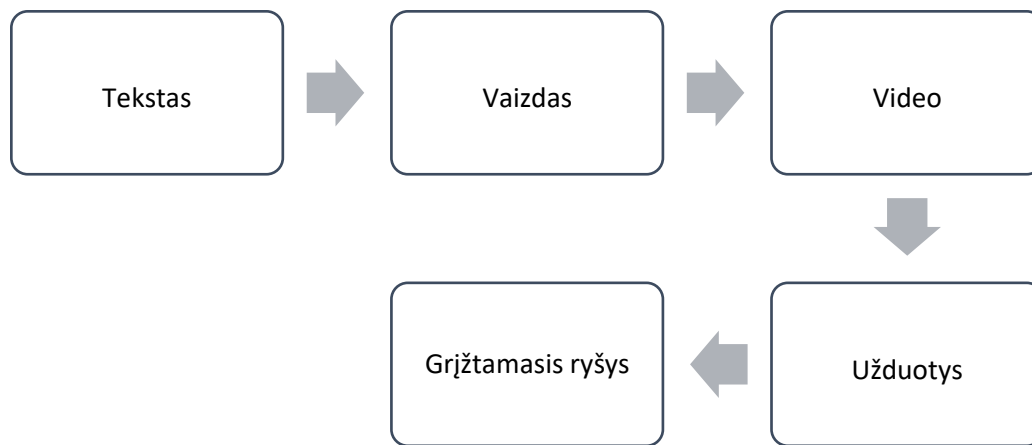 Tekstas
Vaizdas
Video
Užduotys
Grįžtamasis ryšys